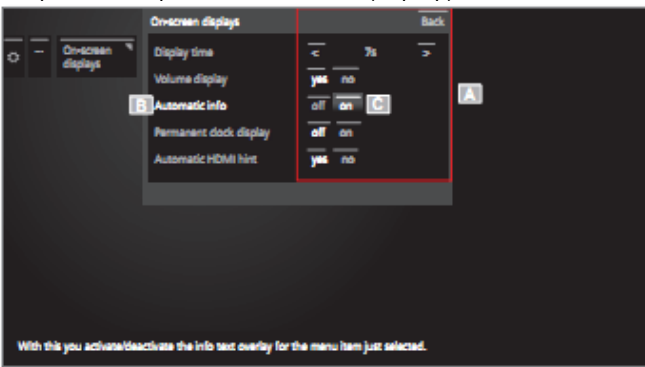 On-screen displays Back
On-screen displays
Display time < 7s >
Volume display yes no
B Automatic info off on C A
Permanent clock display off on
Automatic HDMI hint yes no
With this you activate/deactivate the info text overlay for the menu item just selected.